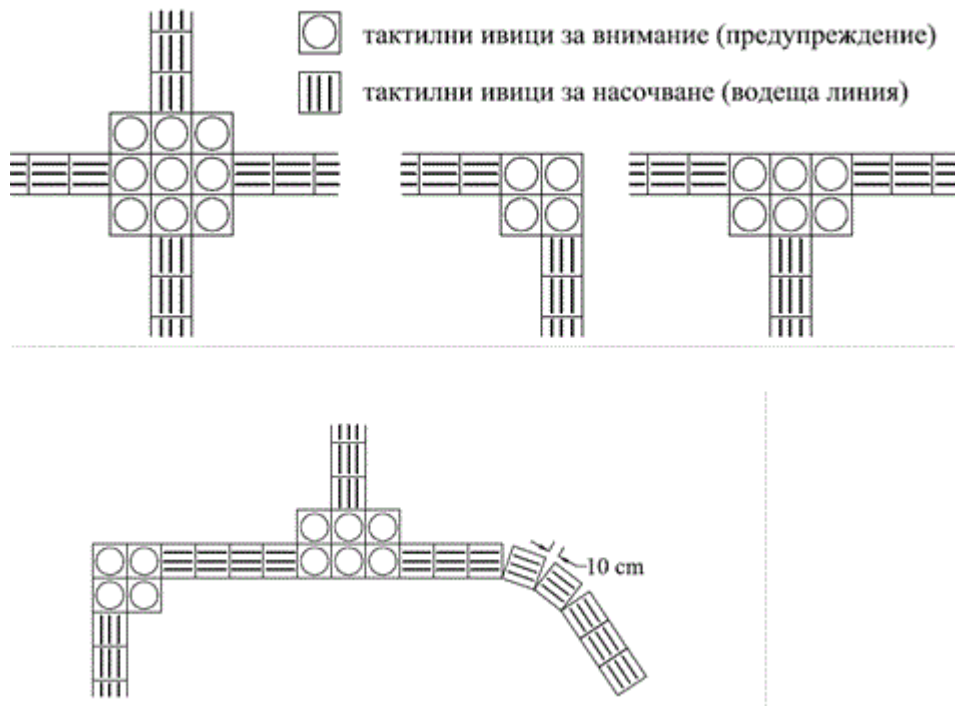 тактилни ивици за внимание (предупреждение)
тактилни ивици за насочване (водеща линия)
10 cm